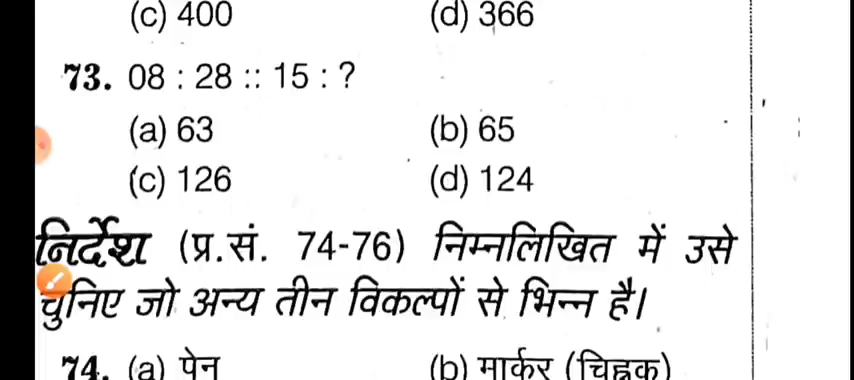 (c) 400 (d) 366
73. 08 : 28 :: 15 : ?
(a) 63 (b) 65
(c) 126 (d) 124
निर्देश (प्र.सं. 74-76) निम्नलिखित में उसे
चुनिए जो अन्य तीन विकल्पों से भिन्न है।
74. (a) पेन (b) मार्कर (चिह्नक)